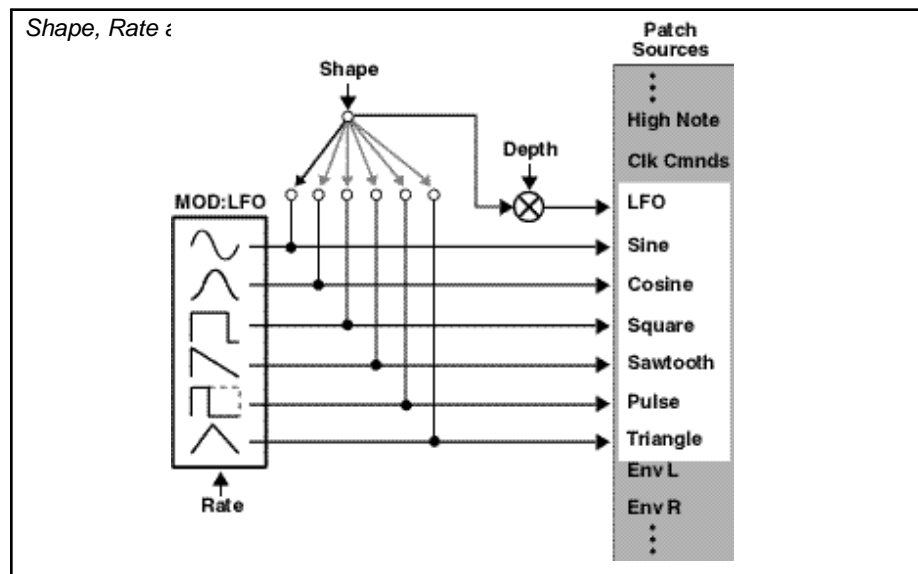 Shape, Rate
Patch
Sources
Shape
High Note
Depth
Clk Cmnds
MOD:LFO
LFO
Sine
Cosine
Square
Sawtooth
Pulse
Triangle
Env L
Rate
Env R